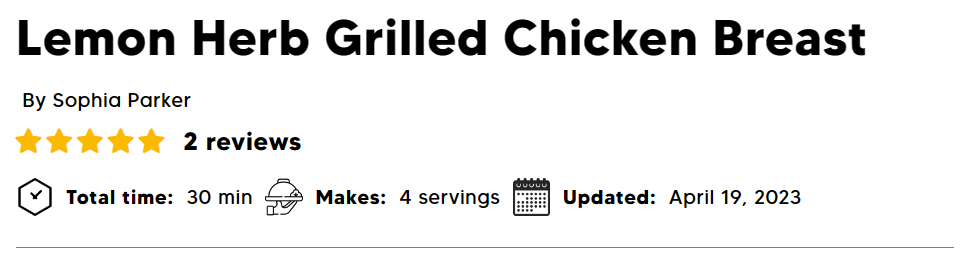 Lemon Herb Grilled Chicken Breast
By Sophia Parker
2 reviews
Total time: 30 min Makes: 4 servings Updated: April 19, 2023